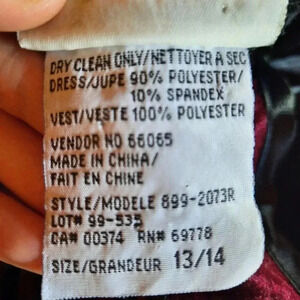 DRY CLEAN ONLY/NETTOYER A SEC
DRESS/JUPE 90% POLYESTER/
10% SPANDEX
VEST/VESTE 100% POLYESTER
VENDOR NO 66065
MADE IN CHINA/
FAIT EN CHINE
STYLE/MODELE 899-2073R
LOT# 99-535
CA# 00374 RN# 69778
SIZE/GRANDEUR 13/14